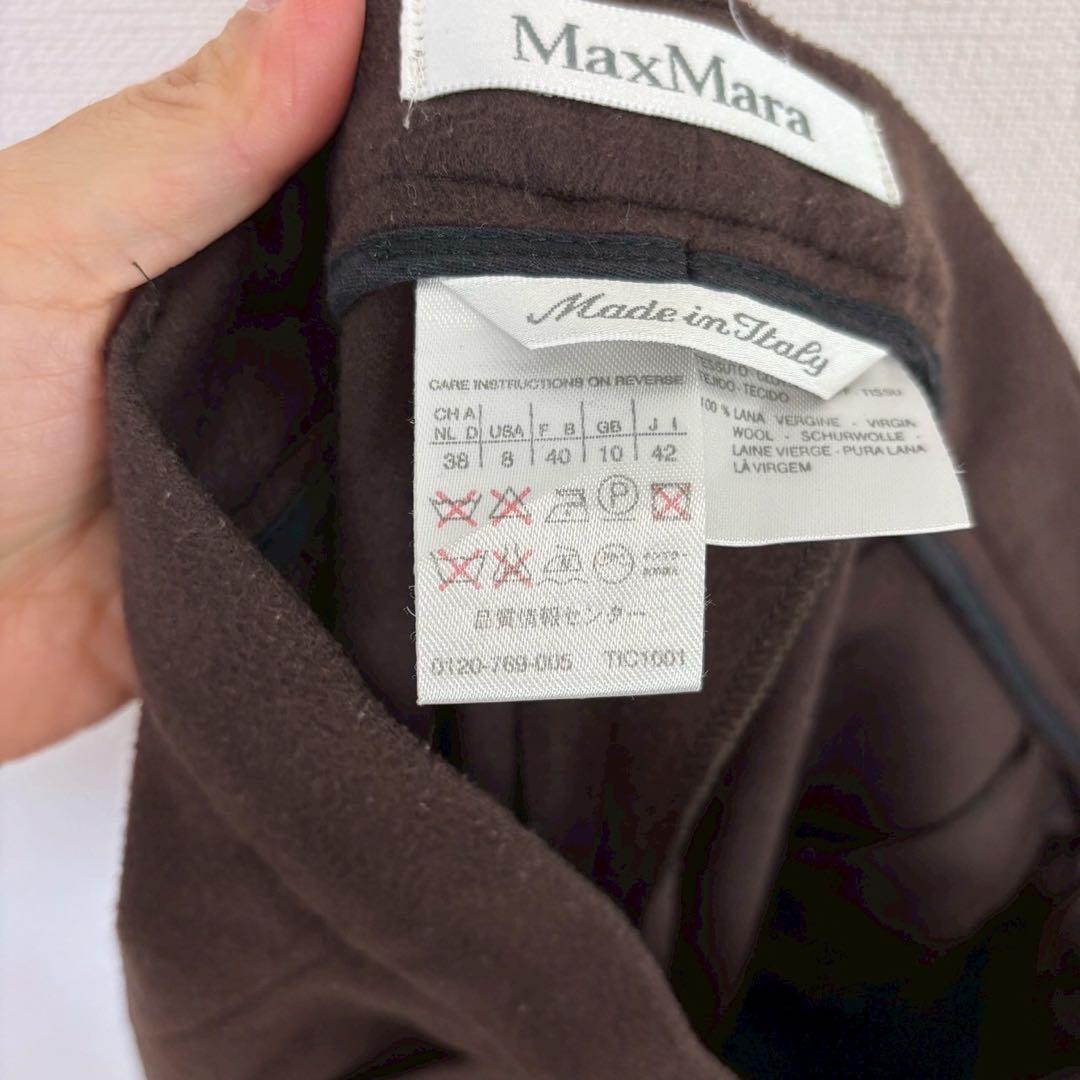 MaxMara
Made in Italy
CARE INSTRUCTIONS ON REVERSE
CH A
NL D USA F B GB J I
38 8 40 10 42
P
品質情報センター
0120-769-005 TIC1001
TEJIDO - TECIDO - TISSU
100 % LANA VERGINE - VIRGIN
WOOL - SCHURWOLLE -
LAINE VIERGE - PURA LANA
LÀ VIRGEM